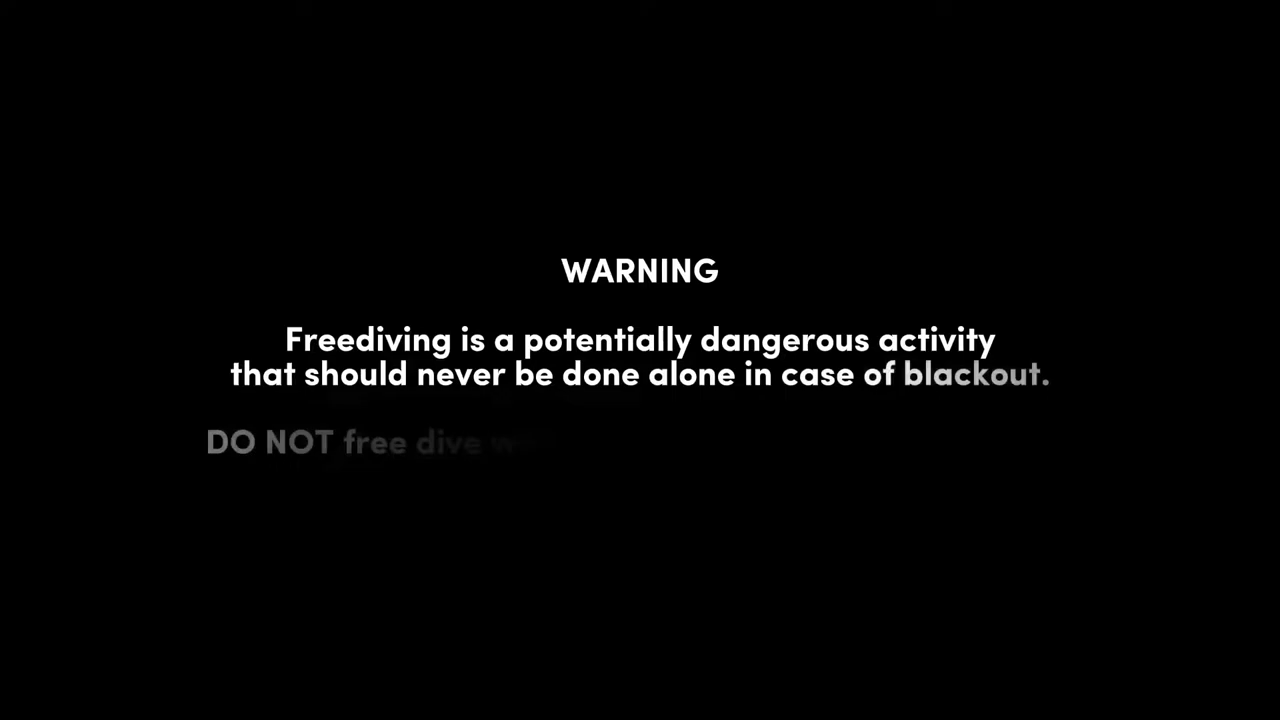 WARNING
Freediving is a potentially dangerous activity
that should never be done alone in case of blackout.
DO NOT free dive